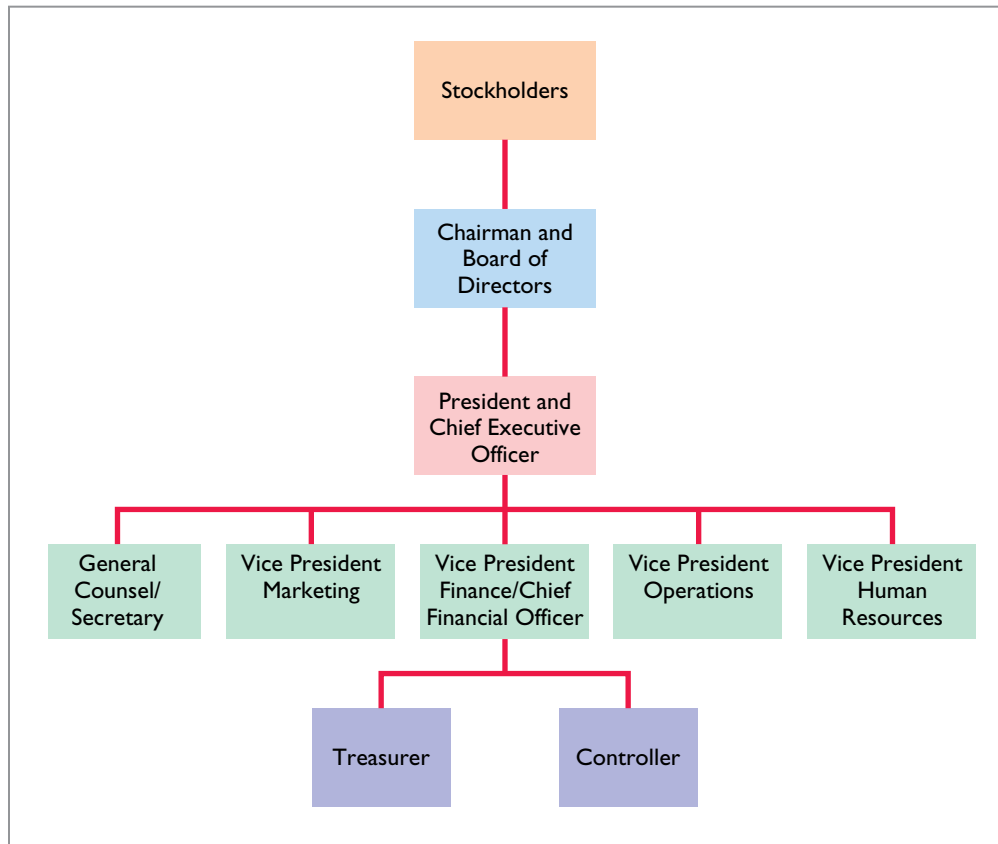 Stockholders
Chairman and
Board of
Directors
President and
Chief Executive
Officer
General
Counsel/
Secretary
Vice President
Marketing
Vice President
Finance/Chief
Financial Officer
Vice President
Operations
Vice President
Human
Resources
Treasurer
Controller